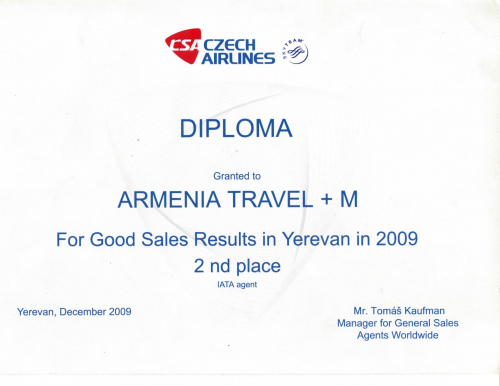 CSA CZECH
AIRLINES
SKYTEAM
DIPLOMA
Granted to
ARMENIA TRAVEL + M
For Good Sales Results in Yerevan in 2009
2 nd place
IATA agent
Yerevan, December 2009
Mr. Tomáš Kaufman
Manager for General Sales
Agents Worldwide